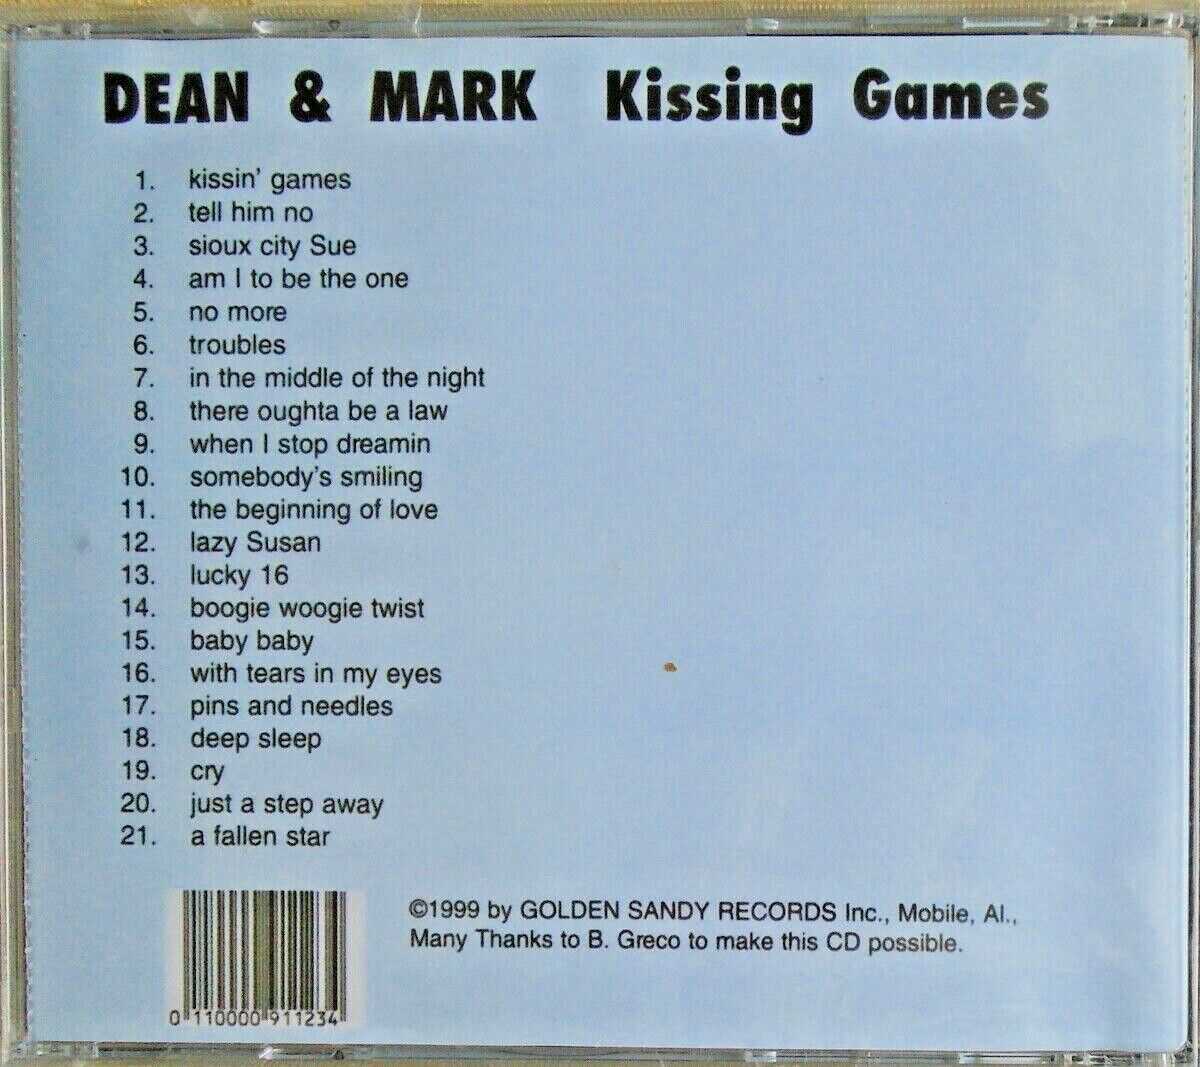 DEAN & MARK Kissing Games
1. kissin' games
2. tell him no
3. sioux city Sue
4. am I to be the one
5. no more
6. troubles
7. in the middle of the night
8. there oughta be a law
9. when I stop dreamin
10. somebody's smiling
11. the beginning of love
12. lazy Susan
13. lucky 16
14. boogie woogie twist
15. baby baby
16. with tears in my eyes
17. pins and needles
18. deep sleep
19. cry
20. just a step away
21. a fallen star
©1999 by GOLDEN SANDY RECORDS Inc., Mobile, Al.,
Many Thanks to B. Greco to make this CD possible.
0 110000 911234